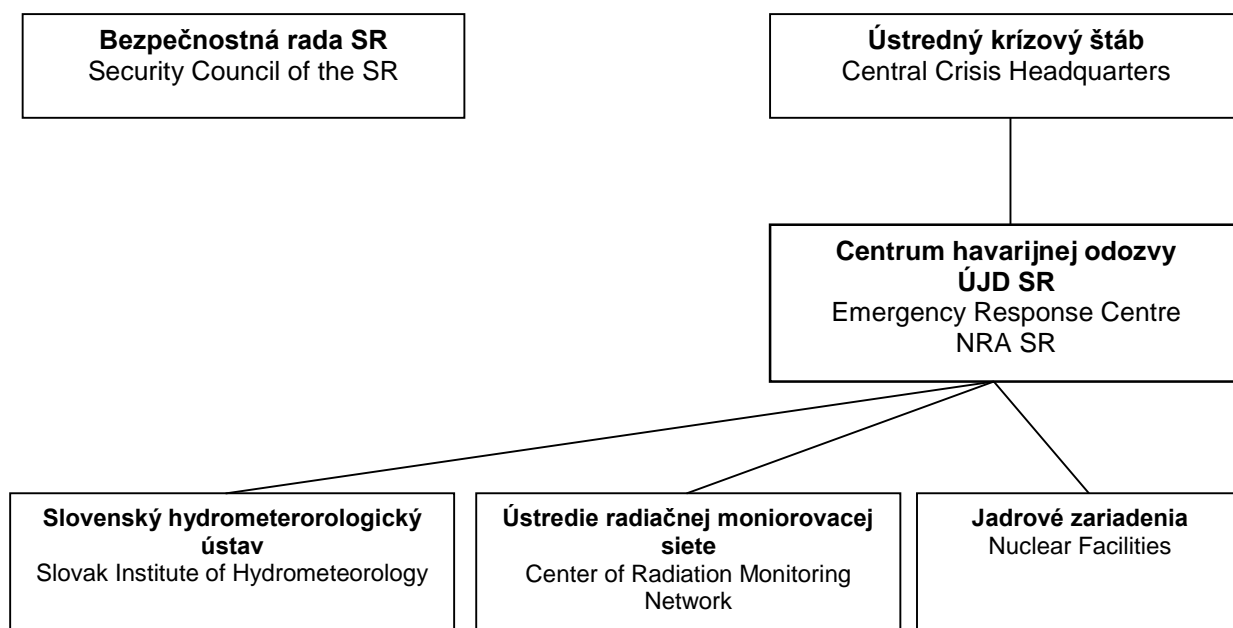 Bezpečnostná rada SR
Security Council of the SR
Ústredný krízový štáb
Central Crisis Headquarters
Centrum havarijnej odozvy
ÚJD SR
Emergency Response Centre
NRA SR
Slovenský hydrometerorologický
ústav
Slovak Institute of Hydrometeorology
Ústredie radiačnej moniorovacej
siete
Center of Radiation Monitoring
Network
Jadrové zariadenia
Nuclear Facilities